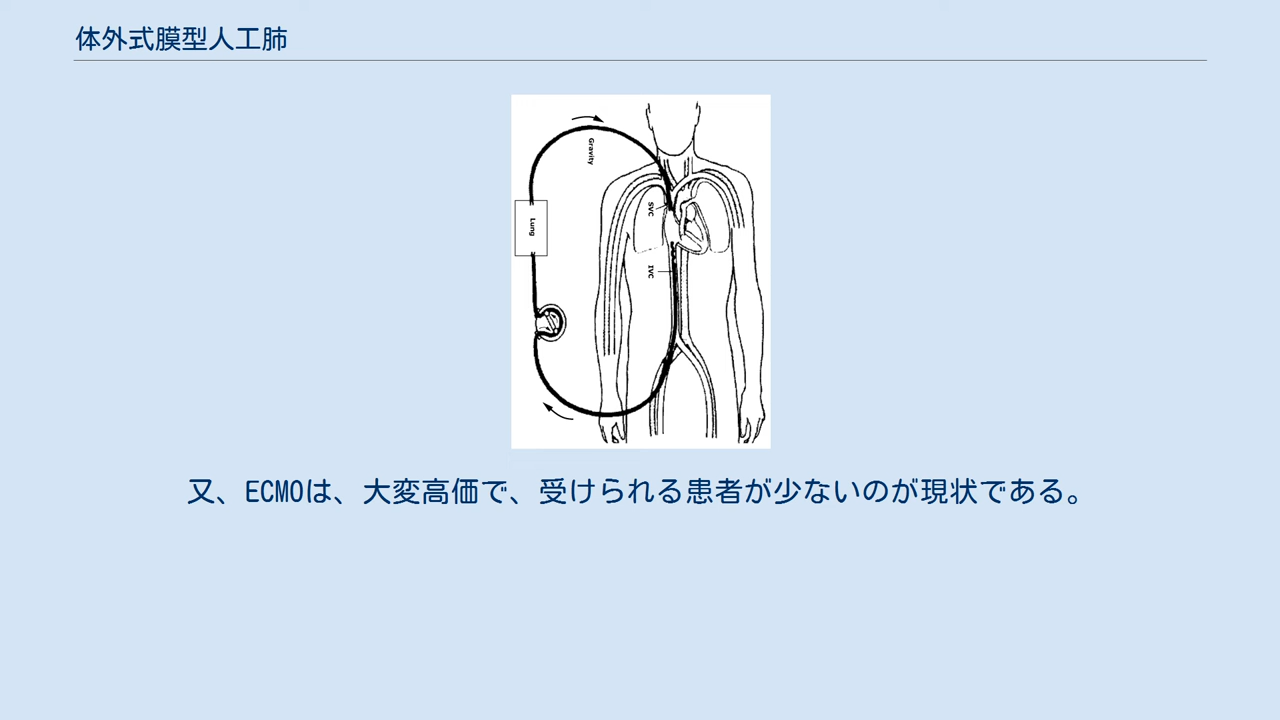 体外式膜型人工肺
Gravity
SVC
Lung
IVC
又、ECMOは、大変高価で、受けられる患者が少ないのが現状である。